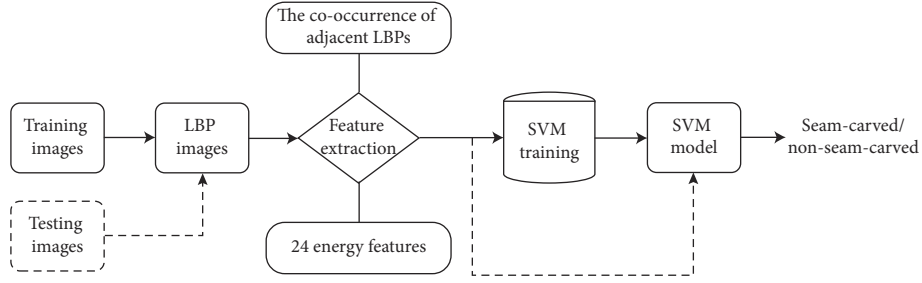 The co-occurrence of
adjacent LBPs
Training
images
LBP
images
Feature
extraction
SVM
training
SVM
model
Seam-carved/
non-seam-carved
Testing
images
24 energy features